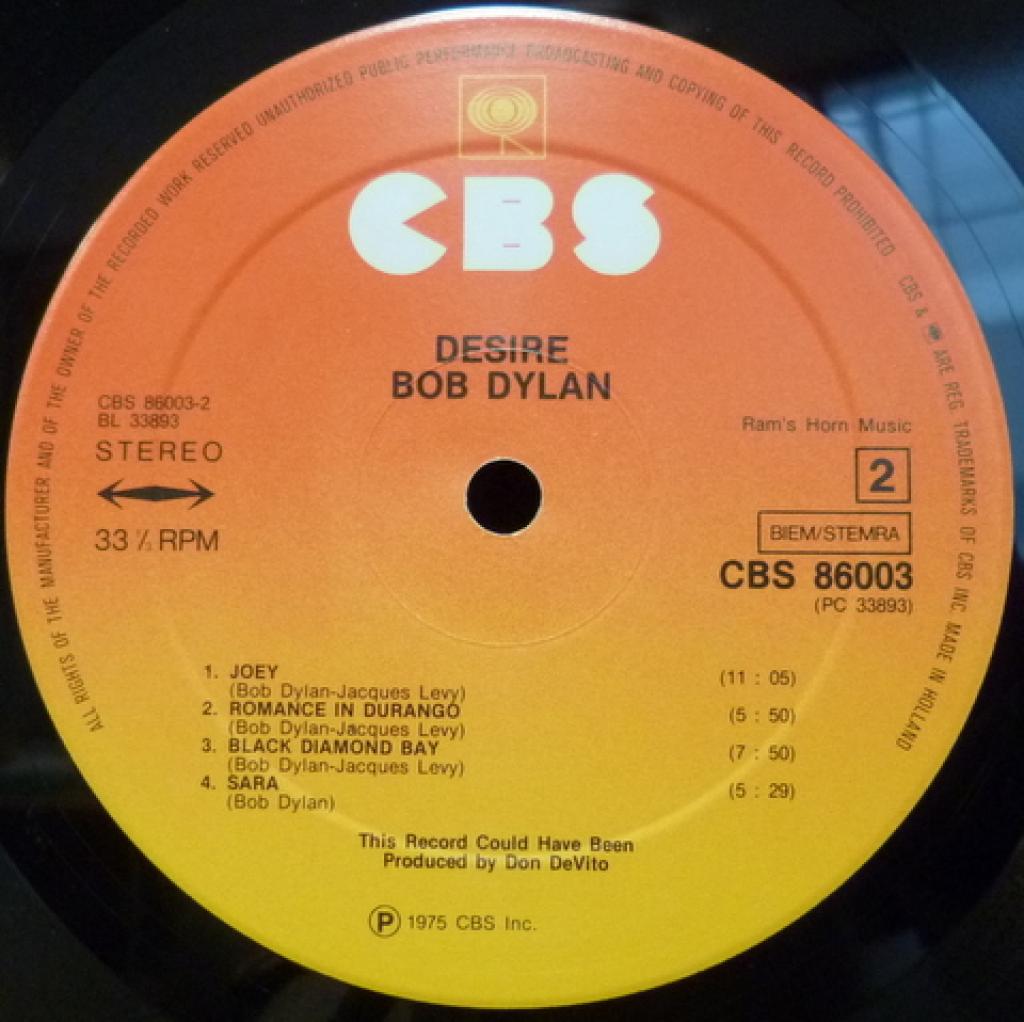 ALL RIGHTS OF THE MANUFACTURER AND OF THE OWNER OF THE RECORDED WORK RESERVED UNAUTHORIZED PUBLIC PERFORMANCE BROADCASTING AND COPYING OF THIS RECORD PROHIBITED CBS & ARE REG. TRADEMARKS OF CBS INC. MADE IN HOLLAND
CBS
DESIRE
BOB DYLAN
CBS 86003-2
BL 33893
STEREO
33 ⅓ RPM
Ram's Horn Music
2
BIEM/STEMRA
CBS 86003
(PC 33893)
1. JOEY (11 : 05)
(Bob Dylan-Jacques Levy)
2. ROMANCE IN DURANGO (5 : 50)
(Bob Dylan-Jacques Levy)
3. BLACK DIAMOND BAY (7 : 50)
(Bob Dylan-Jacques Levy)
4. SARA (5 : 29)
(Bob Dylan)
This Record Could Have Been
Produced by Don DeVito
Ⓟ 1975 CBS Inc.